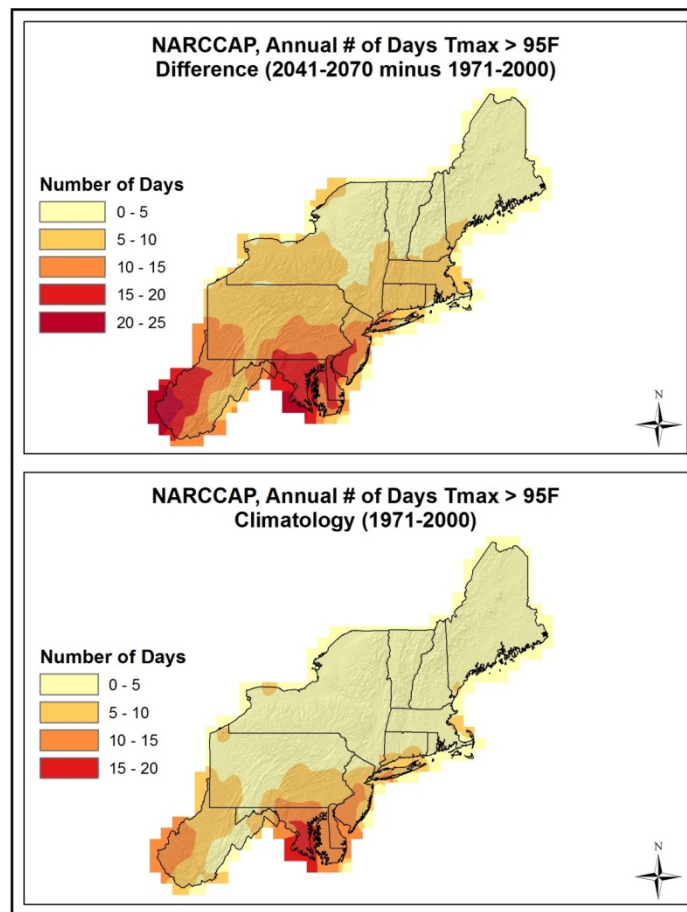 NARCCAP, Annual # of Days Tmax > 95F
Difference (2041-2070 minus 1971-2000)
Number of Days
0 - 5
5 - 10
10 - 15
15 - 20
20 - 25
N
NARCCAP, Annual # of Days Tmax > 95F
Climatology (1971-2000)
Number of Days
0 - 5
5 - 10
10 - 15
15 - 20
N